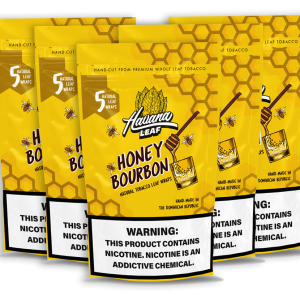 HAND-CUT FROM PREMIUM WHOLE LEAF TOBACCO
5 NATURAL
LEAF
WRAPS
Havana
LEAF
HONEY
BOURBON
NATURAL TOBACCO LEAF WRAPS
HAND-MADE IN
THE DOMINICAN REPUBLIC
WARNING:
THIS PRODUCT CONTAINS
NICOTINE. NICOTINE IS AN
ADDICTIVE CHEMICAL.